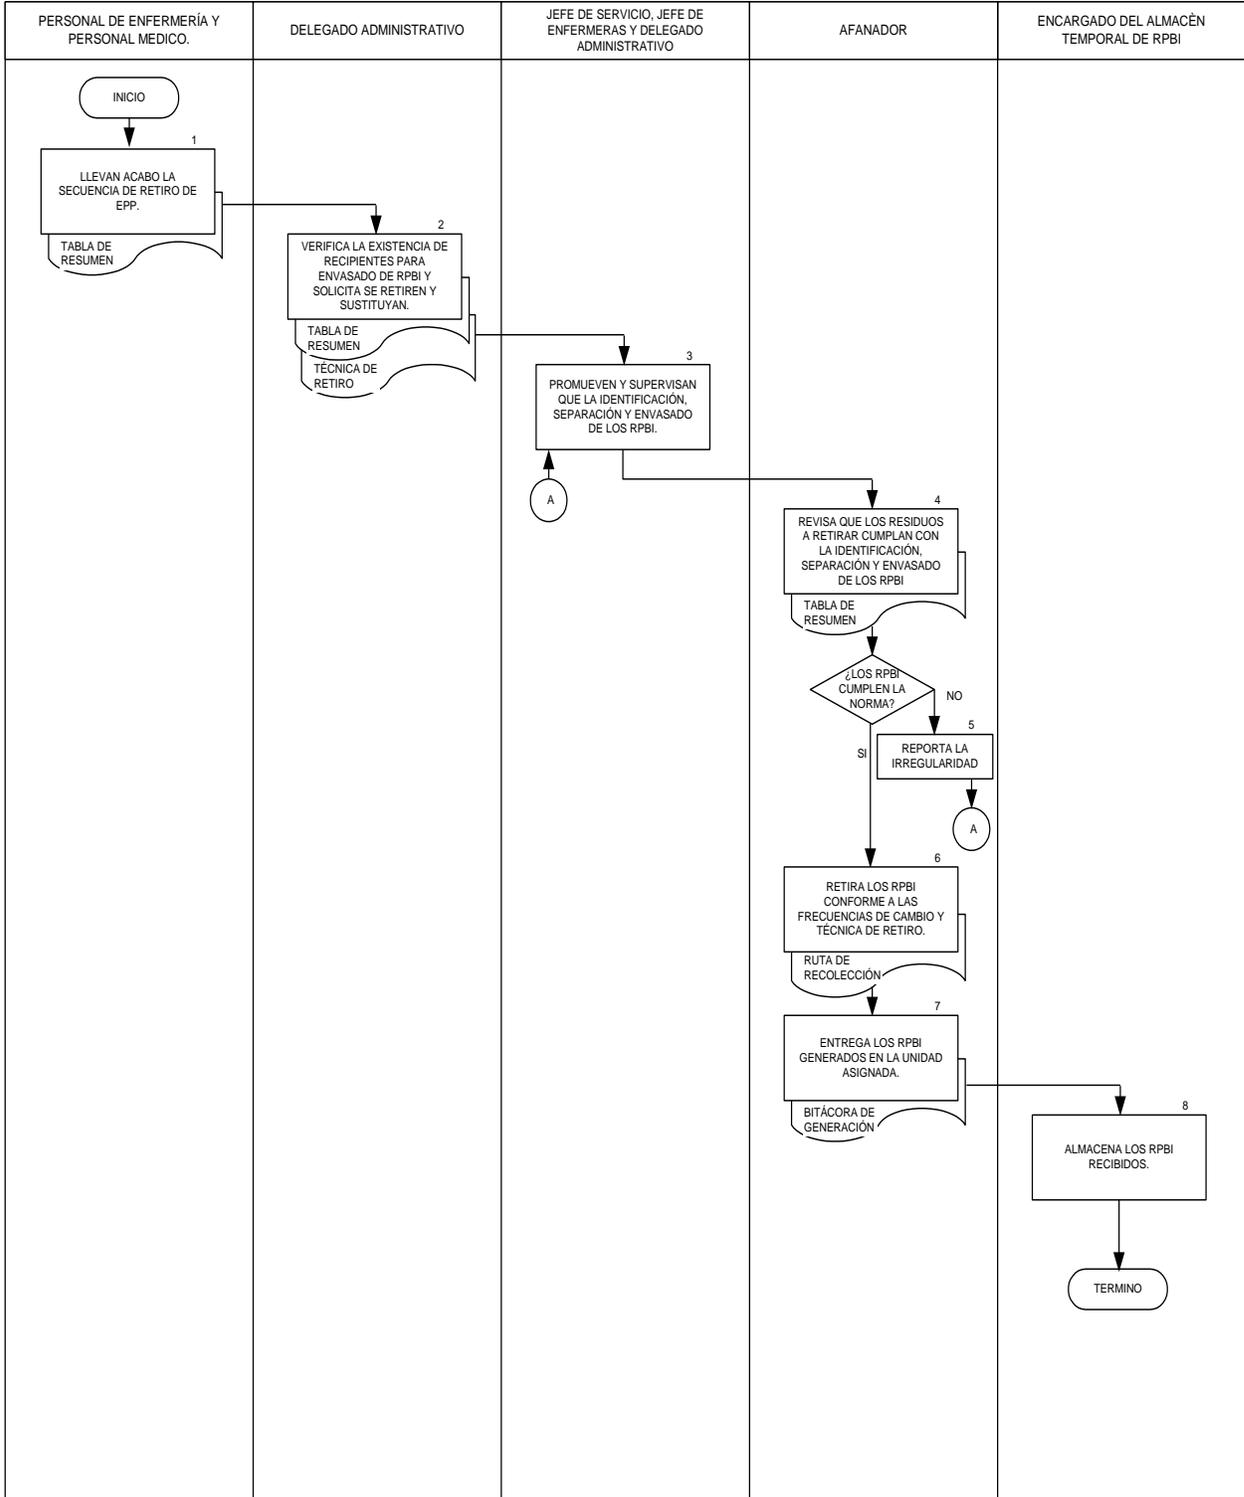 PERSONAL DE ENFERMERÍA Y
PERSONAL MEDICO.
DELEGADO ADMINISTRATIVO
JEFE DE SERVICIO, JEFE DE
ENFERMERAS Y DELEGADO
ADMINISTRATIVO
AFANADOR
ENCARGADO DEL ALMACÈN
TEMPORAL DE RPBI
INICIO
1
LLEVAN ACABO LA
SECUENCIA DE RETIRO DE
EPP.
TABLA DE
RESUMEN
2
VERIFICA LA EXISTENCIA DE
RECIPIENTES PARA
ENVASADO DE RPBI Y
SOLICITA SE RETIREN Y
SUSTITUYAN.
TABLA DE
RESUMEN
TÉCNICA DE
RETIRO
3
PROMUEVEN Y SUPERVISAN
QUE LA IDENTIFICACIÓN,
SEPARACIÓN Y ENVASADO
DE LOS RPBI.
A
4
REVISA QUE LOS RESIDUOS
A RETIRAR CUMPLAN CON
LA IDENTIFICACIÓN,
SEPARACIÓN Y ENVASADO
DE LOS RPBI
TABLA DE
RESUMEN
¿LOS RPBI
CUMPLEN LA
NORMA?
NO
SI
5
REPORTA LA
IRREGULARIDAD
A
6
RETIRA LOS RPBI
CONFORME A LAS
FRECUENCIAS DE CAMBIO Y
TÉCNICA DE RETIRO.
RUTA DE
RECOLECCIÓN
7
ENTREGA LOS RPBI
GENERADOS EN LA UNIDAD
ASIGNADA.
BITÁCORA DE
GENERACIÓN
8
ALMACENA LOS RPBI
RECIBIDOS.
TERMINO